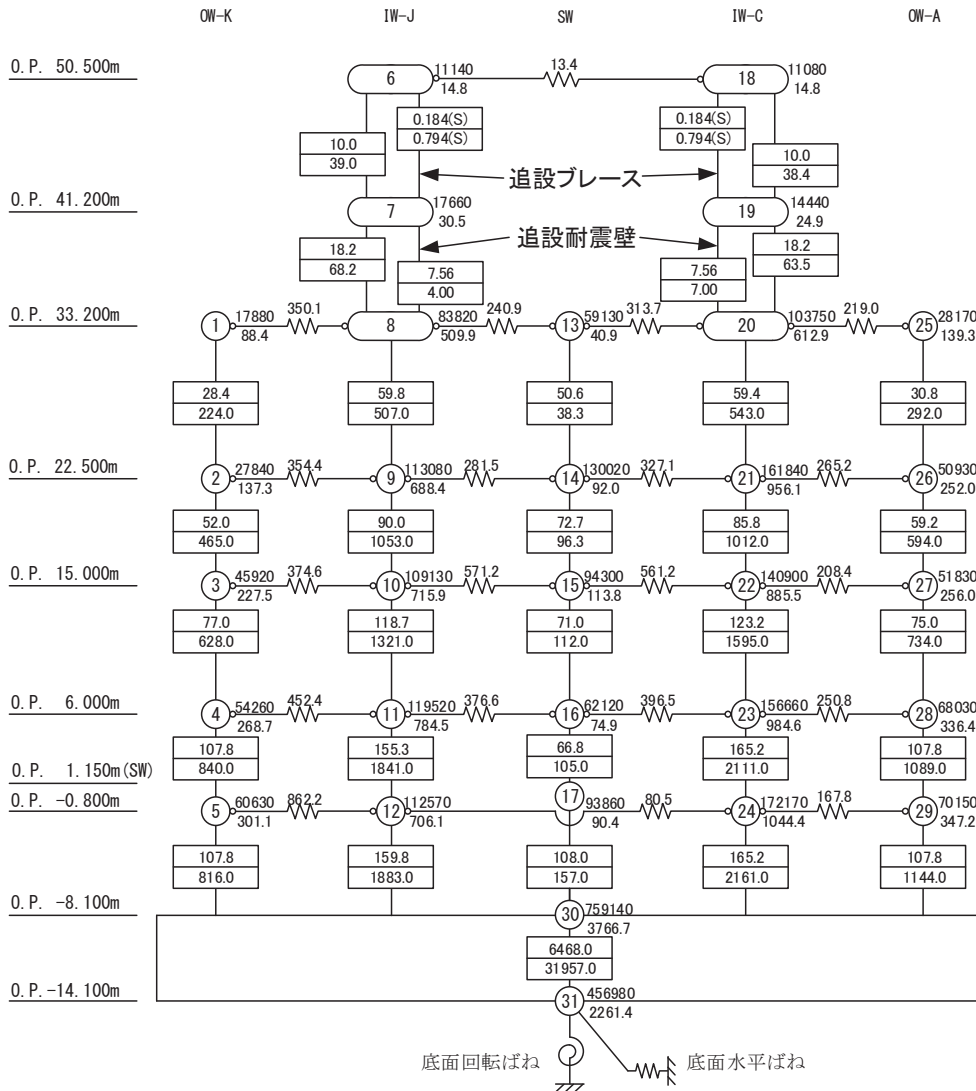 OW-K IW-J SW IW-C OW-A
O.P. 50.500m 6 11140 13.4 18 11080
14.8 14.8
0.184(S) 0.184(S)
0.794(S) 0.794(S)
10.0 10.0
39.0 38.4
追設ブレース
O.P. 41.200m 7 17660 19 14440
30.5 24.9
追設耐震壁
18.2 18.2
68.2 63.5
7.56 7.56
4.00 7.00
O.P. 33.200m 1 17880 350.1 8 83820 240.9 13 59130 313.7 20 103750 219.0 25 28170
88.4 509.9 40.9 612.9 139.3
28.4 59.8 50.6 59.4 30.8
224.0 507.0 38.3 543.0 292.0
O.P. 22.500m 2 27840 354.4 9 113080 281.5 14 130020 327.1 21 161840 265.2 26 50930
137.3 688.4 92.0 956.1 252.0
52.0 90.0 72.7 85.8 59.2
465.0 1053.0 96.3 1012.0 594.0
O.P. 15.000m 3 45920 374.6 10 109130 571.2 15 94300 561.2 22 140900 208.4 27 51830
227.5 715.9 113.8 885.5 256.0
77.0 118.7 71.0 123.2 75.0
628.0 1321.0 112.0 1595.0 734.0
O.P. 6.000m 4 54260 452.4 11 119520 376.6 16 62120 396.5 23 156660 250.8 28 68030
268.7 784.5 74.9 984.6 336.4
107.8 155.3 66.8 165.2 107.8
840.0 1841.0 105.0 2111.0 1089.0
O.P. 1.150m(SW) 17
O.P. -0.800m 5 60630 862.2 12 112570 93860 80.5 24 172170 167.8 29 70150
301.1 706.1 90.4 1044.4 347.2
107.8 159.8 108.0 165.2 107.8
816.0 1883.0 157.0 2161.0 1144.0
O.P. -8.100m 30 759140
3766.7
6468.0
31957.0
O.P.-14.100m 31 456980
2261.4
底面回転ばね 底面水平ばね